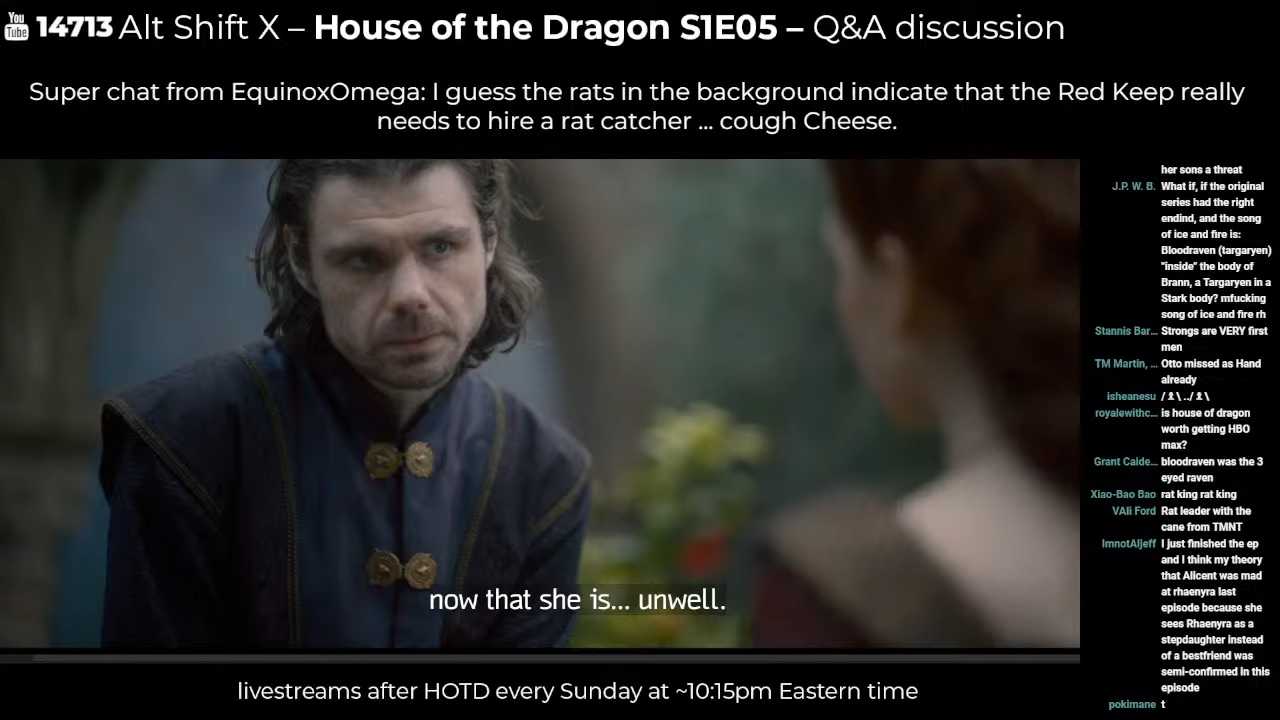 You
Tube
14713 Alt Shift X – House of the Dragon S1E05 – Q&A discussion
Super chat from EquinoxOmega: I guess the rats in the background indicate that the Red Keep really
needs to hire a rat catcher ... cough Cheese.
her sons a threat
J.P. W. B. What if, if the original
series had the right
endind, and the song
of ice and fire is:
Bloodraven (targaryen)
"inside" the body of
Brann, a Targaryen in a
Stark body? mfucking
song of ice and fire rh
Stannis Bar... Strongs are VERY first
men
TM Martin, ... Otto missed as Hand
already
isheanesu
royalewithc... is house of dragon
worth getting HBO
max?
Grant Calde... bloodraven was the 3
eyed raven
Xiao-Bao Bao rat king rat king
VAli Ford Rat leader with the
cane from TMNT
ImnotAljeff I just finished the ep
and I think my theory
that Alicent was mad
at rhaenyra last
episode because she
sees Rhaenyra as a
stepdaughter instead
of a bestfriend was
semi-confirmed in this
episode
pokimane t
now that she is... unwell.
livestreams after HOTD every Sunday at ~10:15pm Eastern time